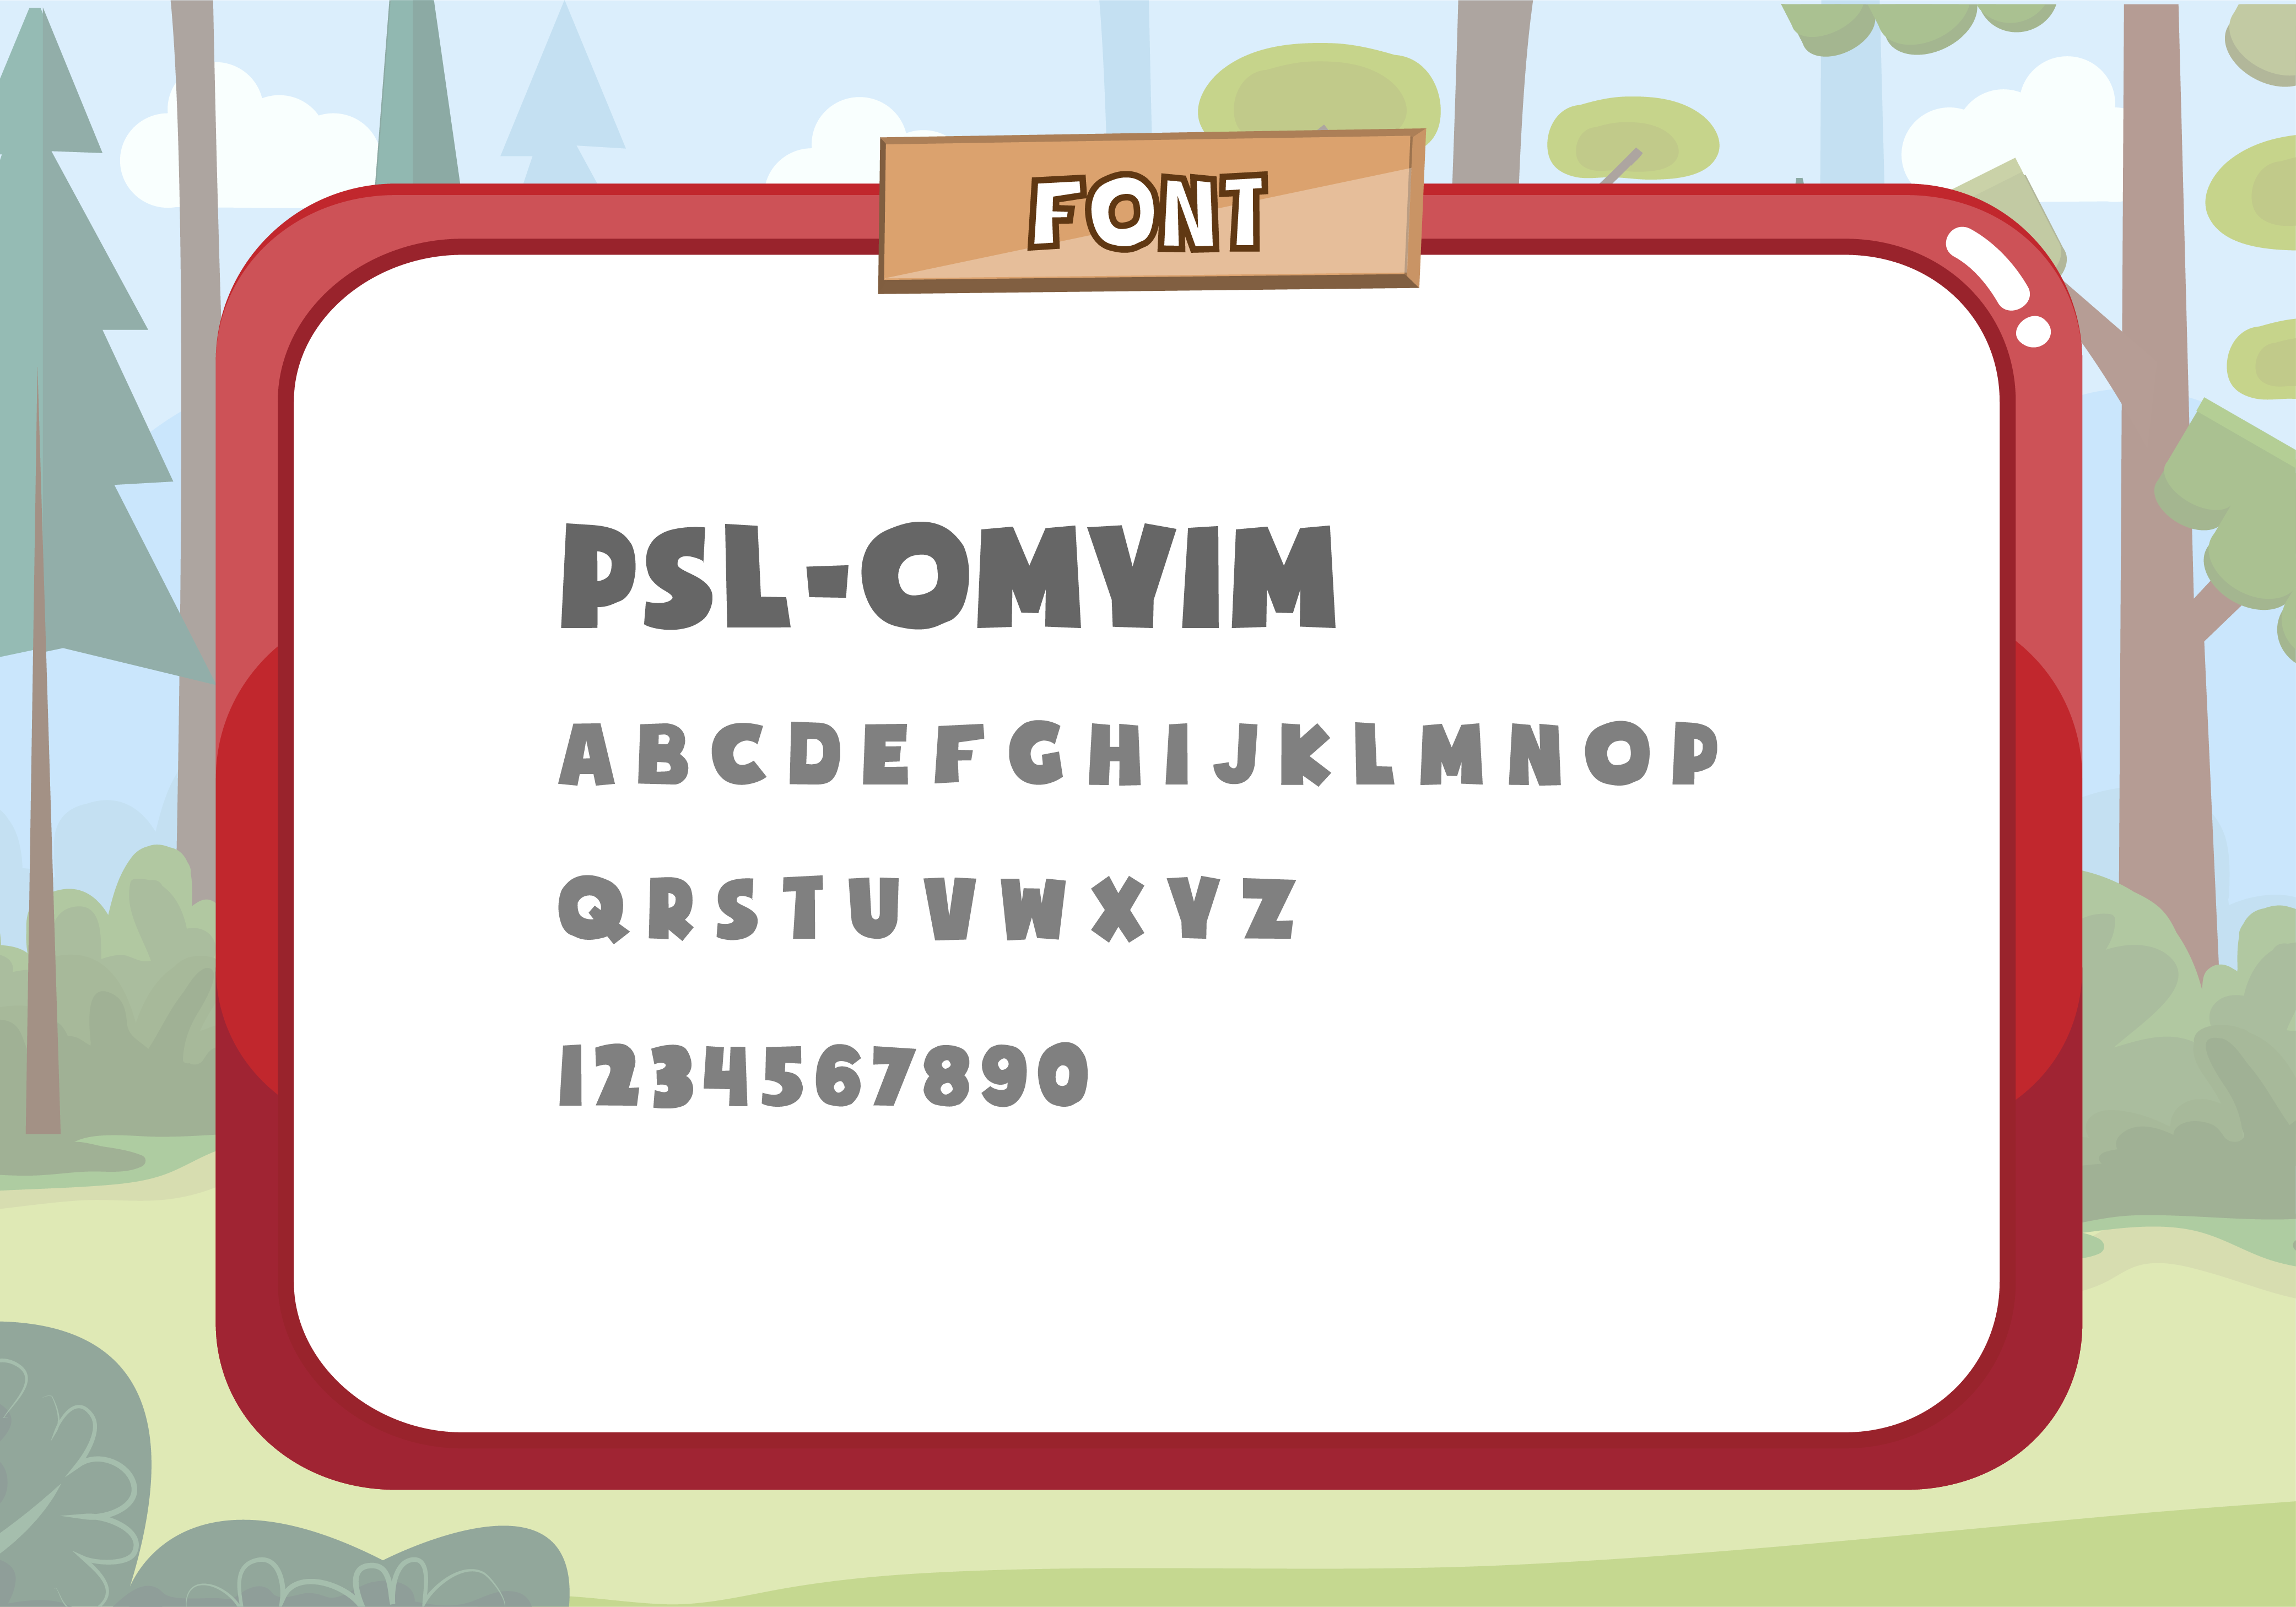 FONT
PSL-OMYIM
A B C D E F G H I J K L M N O P
Q R S T U V W X Y Z
1234567890